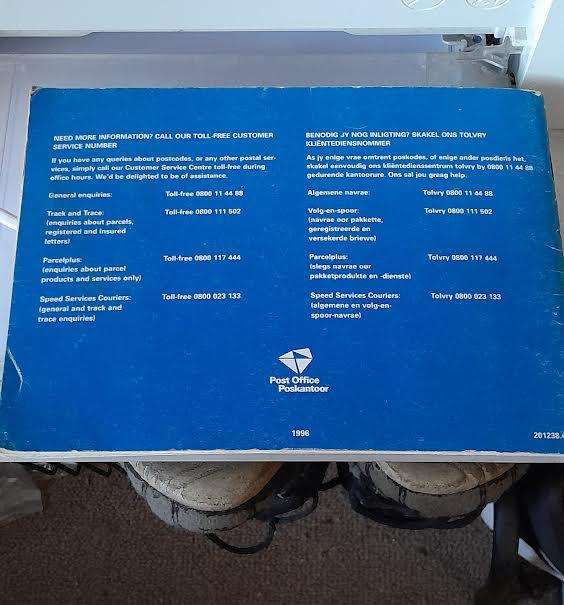 NEED MORE INFORMATION? CALL OUR TOLL-FREE CUSTOMER
SERVICE NUMBER
If you have any queries about postcodes, or any other postal ser-
vices, simply call our Customer Service Centre toll-free during
office hours. We'd be delighted to be of assistance.
General enquiries: Toll-free 0800 11 44 88
Track and Trace: Toll-free 0800 111 502
(enquiries about parcels,
registered and insured
letters)
Parcelplus: Toll-free 0800 117 444
(enquiries about parcel
products and services only)
Speed Services Couriers: Toll-free 0800 023 133
(general and track and
trace enquiries)
BENODIG JY NOG INLIGTING? SKAKEL ONS TOLVRY
KLIËNTEDIENSNOMMER
As jy enige vrae omtrent poskodes, of enige ander posdiens het,
skakel eenvoudig ons kliëntedienssentrum tolvry by 0800 11 44 88
gedurende kantoorure. Ons sal jou graag help.
Algemene navrae: Tolvry 0800 11 44 88
Volg-en-spoor: Tolvry 0800 111 502
(navrae oor pakkette,
geregistreerde en
versekerde briewe)
Parcelplus: Tolvry 0800 117 444
(slegs navrae oor
pakketprodukte en -dienste)
Speed Services Couriers: Tolvry 0800 023 133
(algemene en volg-en-
spoor-navrae)
Post Office
Poskantoor
1996
201238.